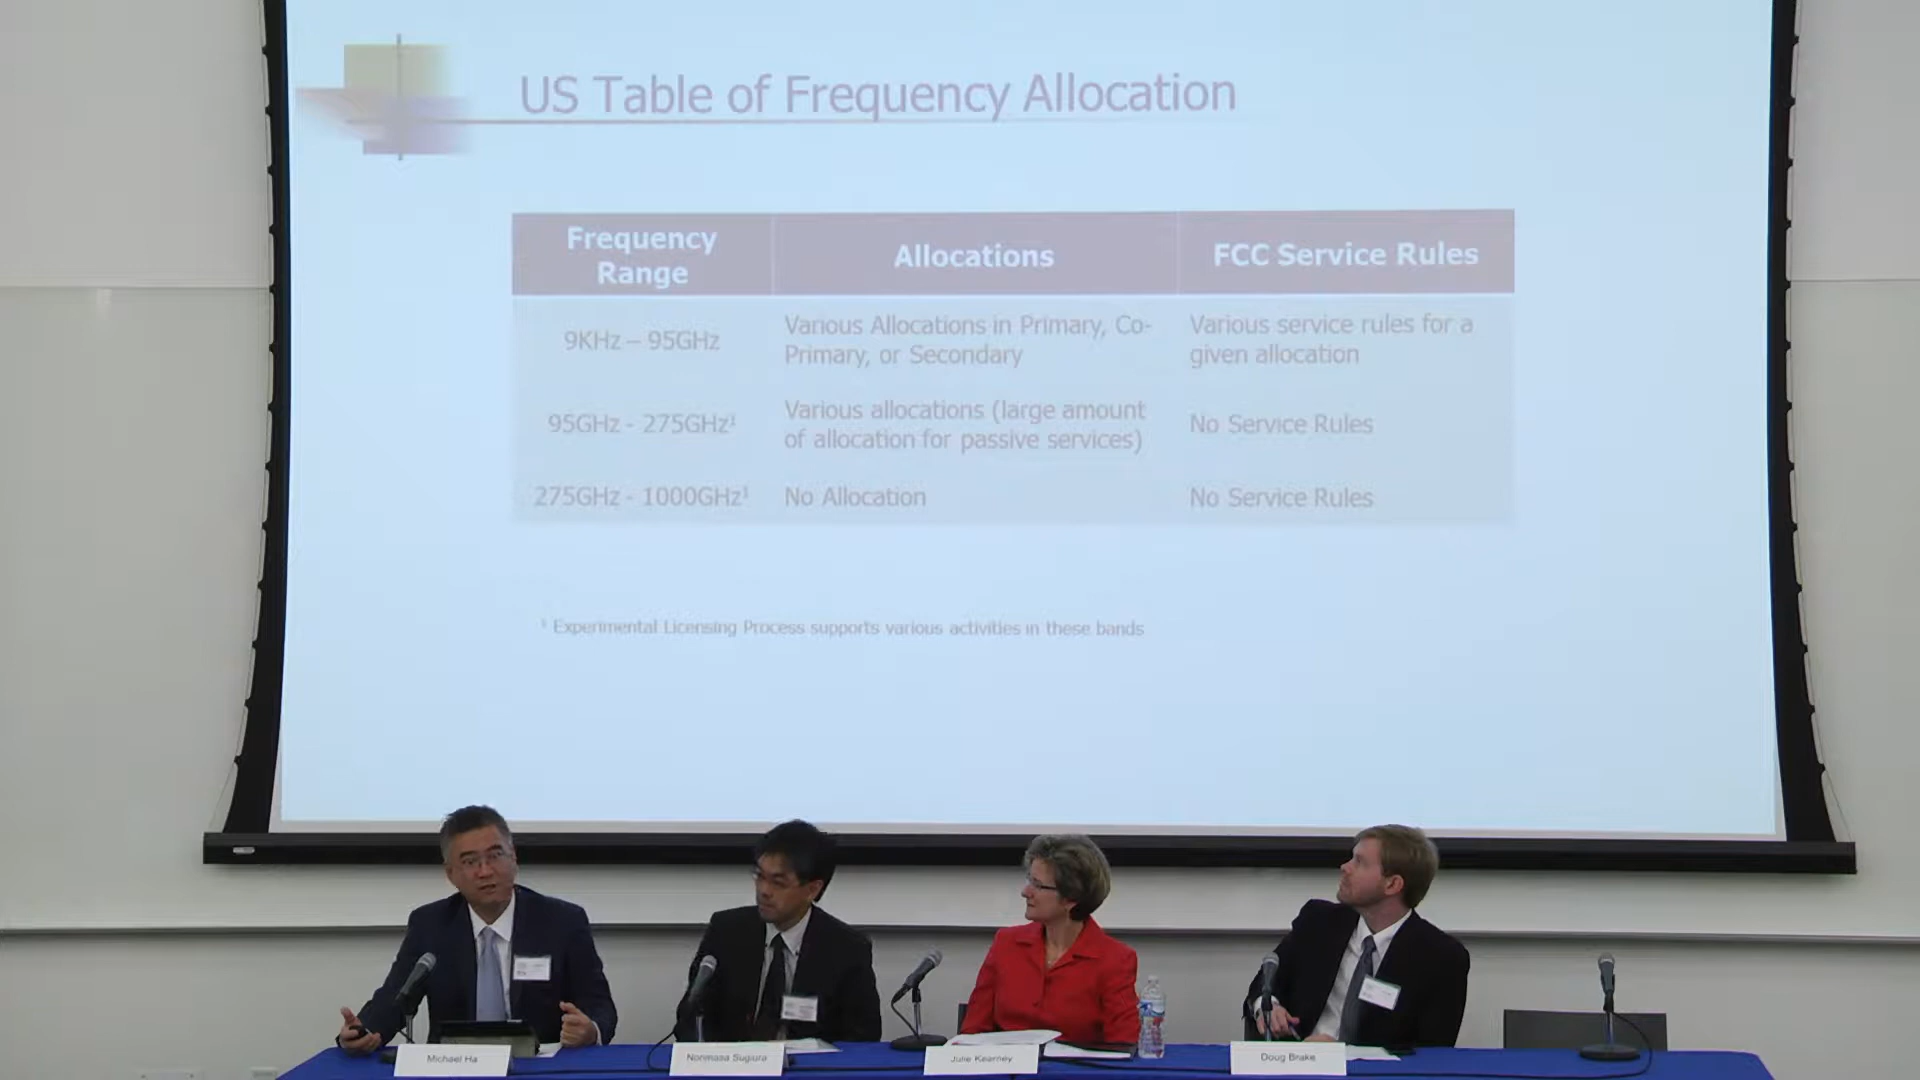 US Table of Frequency Allocation
Frequency
Range
Allocations
FCC Service Rules
9KHz – 95GHz
Various Allocations in Primary, Co-
Primary, or Secondary
Various service rules for a
given allocation
95GHz - 275GHz¹
Various allocations (large amount
of allocation for passive services)
No Service Rules
275GHz - 1000GHz¹
No Allocation
No Service Rules
¹ Experimental Licensing Process supports various activities in these bands
Michael Ha
Norimasa Sugiura
Julie Kearney
Doug Brake